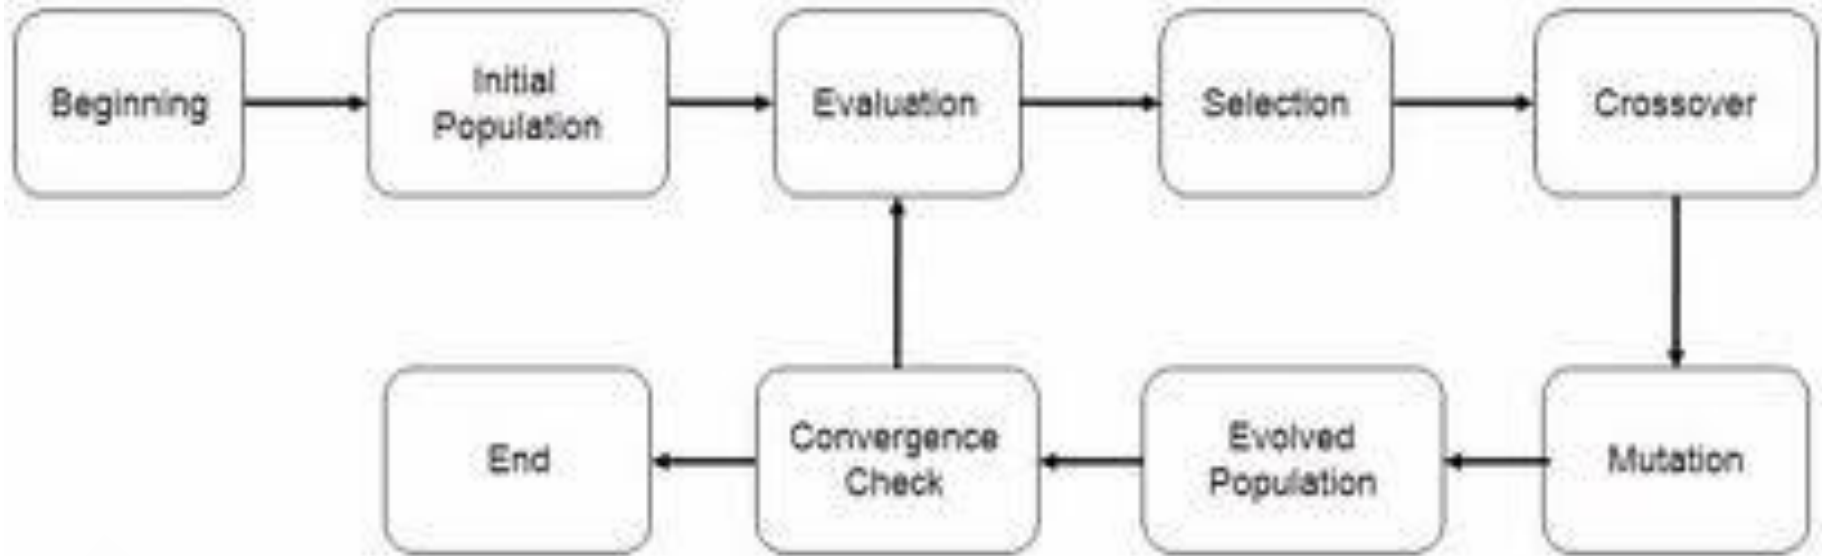 Beginning
Initial
Population
Evaluation
Selection
Crossover
End
Convergence
Check
Evolved
Population
Mutation